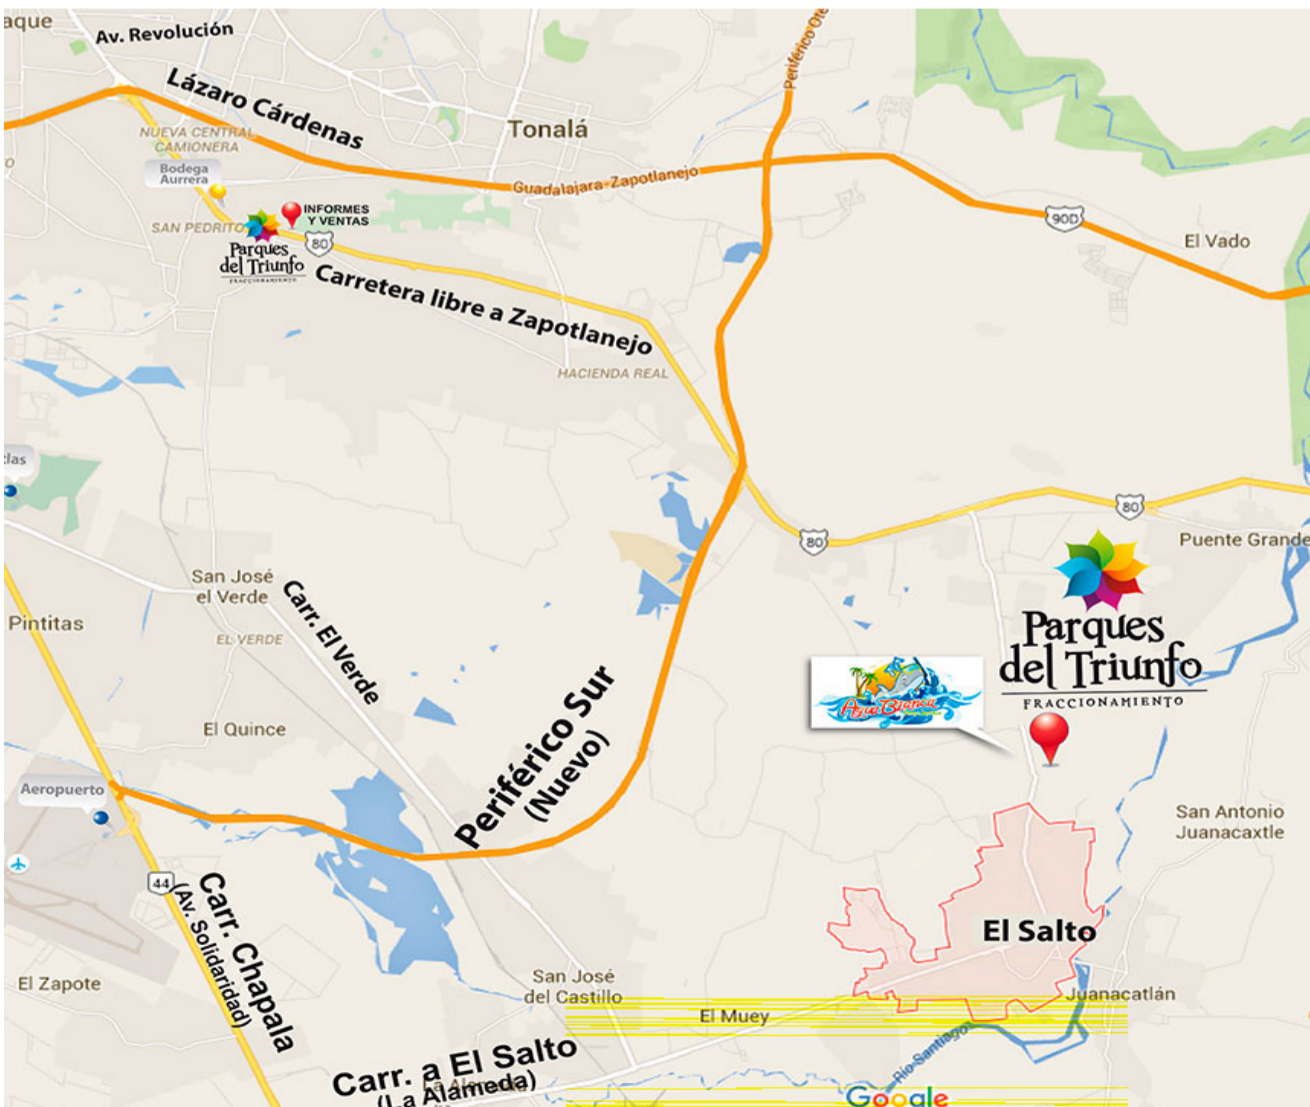 aque
Av. Revolución
Periférico Ote
Lázaro Cárdenas
Tonalá
NUEVA CENTRAL
CAMIONERA
Bodega
Aurrera
Guadalajara-Zapotlanejo
INFORMES
Y VENTAS
SAN PEDRITO
80
90D
El Vado
Parques
del Triunfo
FRACCIONAMIENTO
Carretera libre a Zapotlanejo
HACIENDA REAL
clas
80
80
Puente Grande
San José
el Verde
Carr. El Verde
Pintitas
EL VERDE
Parques
del Triunfo
FRACCIONAMIENTO
Agua Blanca
El Quince
Periférico Sur
(Nuevo)
Aeropuerto
San Antonio
Juanacaxtle
44
Carr. Chapala
(Av. Solidaridad)
El Salto
El Zapote
San José
del Castillo
Juanacatlán
El Muey
Río Santiago
Carr. a El Salto
(La Alameda)
La Alameda
Google